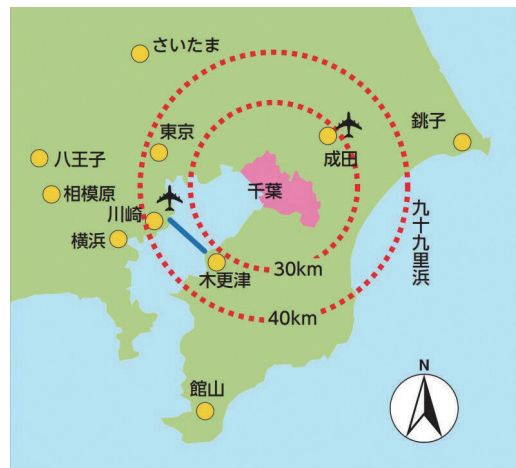 さいたま
東京
銚子
八王子
成田
相模原
千葉
川崎
横浜
九十九里浜
木更津
30km
40km
館山
N